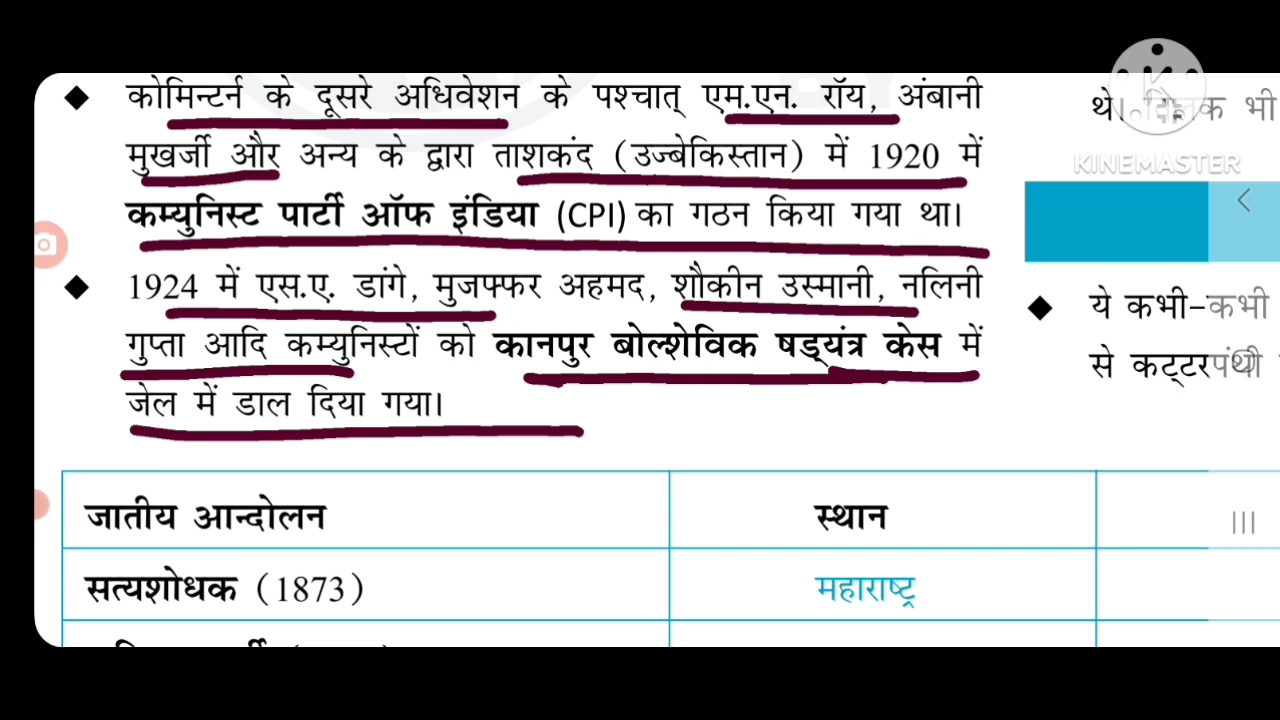 ◆ कोमिन्टर्न के दूसरे अधिवेशन के पश्चात् एम.एन. रॉय, अंबानी
मुखर्जी और अन्य के द्वारा ताशकंद (उज्बेकिस्तान) में 1920 में
कम्युनिस्ट पार्टी ऑफ इंडिया (CPI) का गठन किया गया था।
◆ 1924 में एस.ए. डांगे, मुजफ्फर अहमद, शौकीन उस्मानी, नलिनी
गुप्ता आदि कम्युनिस्टों को कानपुर बोल्शेविक षड्यंत्र केस में
जेल में डाल दिया गया।
जातीय आन्दोलन स्थान
सत्यशोधक (1873) महाराष्ट्र
थे। तिलक भी
KINEMASTER
◆ ये कभी-कभी
से कट्टरपंथी